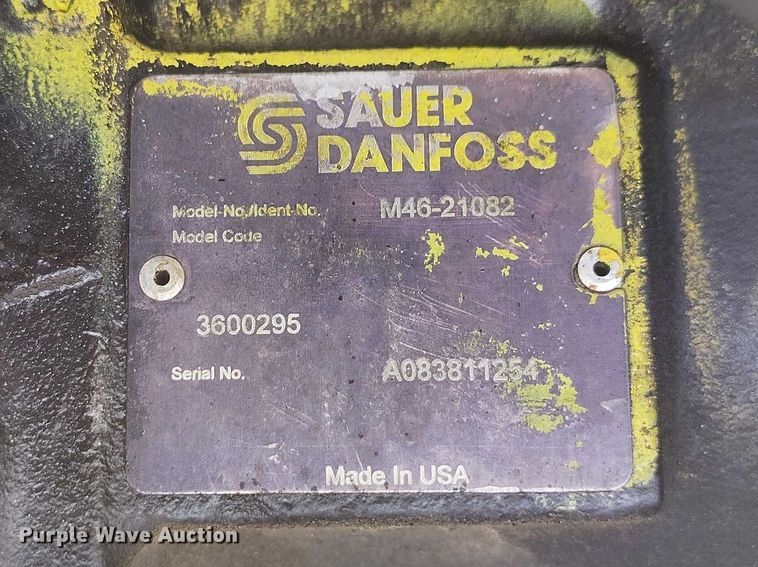 SAUER
DANFOSS
Model No./Ident No. M46-21082
Model Code
3600295
Serial No. A083811254
Made In USA
Purple Wave Auction